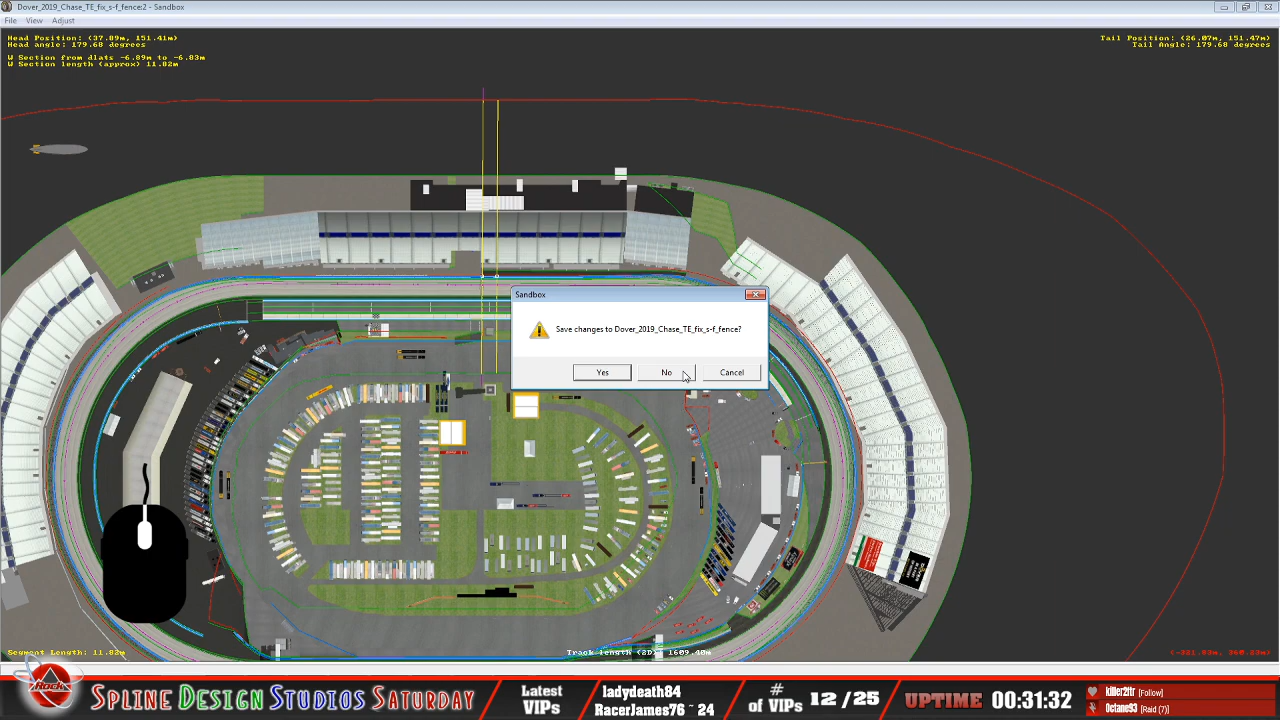 Dover_2019_Chase_TE_fix_s-f_fence:2 - Sandbox
File View Adjust
Head Position: (37.89m, 151.41m)
Head angle: 179.68 degrees
W Section from dlats -6.89m to -6.83m
W Section length (approx) 11.82m
Tail Position: (26.07m, 151.47m)
Tail Angle: 179.68 degrees
Sandbox
Save changes to Dover_2019_Chase_TE_fix_s-f_fence?
Yes No Cancel
Segment Length: 11.82m
Track length (2D): 1609.40m
SPLINE DESIGN STUDIOS SATURDAY
Latest VIPs
ladydeath84
RacerJames76 ~ 24
# of VIPs 12 / 25
UPTIME 00:31:32
killer2ltr [Follow]
Octane93 [Raid (7)]